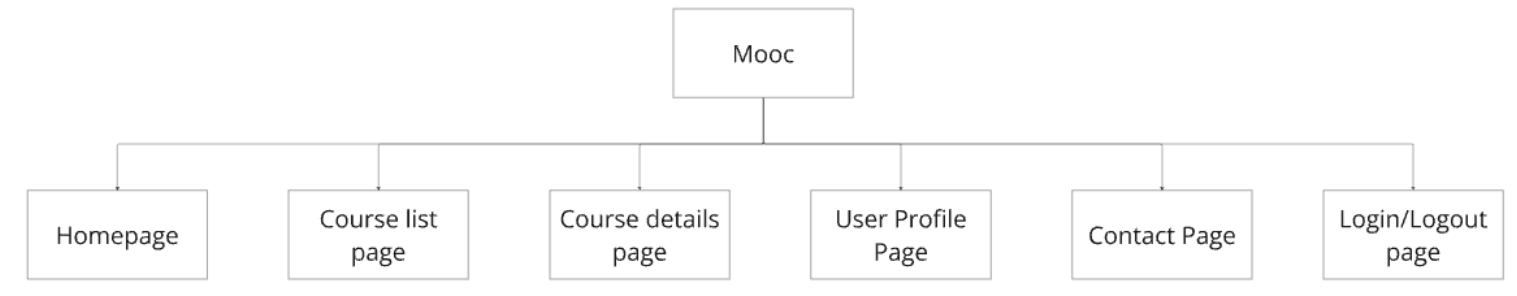 Mooc
Homepage
Course list
page
Course details
page
User Profile
Page
Contact Page
Login/Logout
page